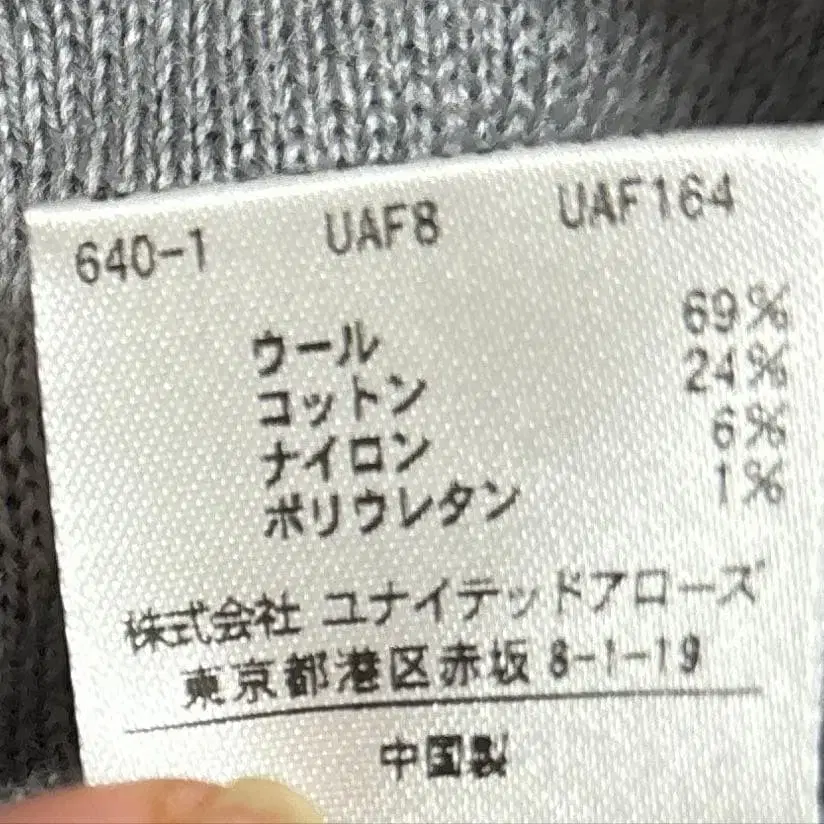 640-1 UAF8 UAF164
ウール 69%
コットン 24%
ナイロン 6%
ポリウレタン 1%
株式会社 ユナイテッドアローズ
東京都港区赤坂 8-1-19
中国製